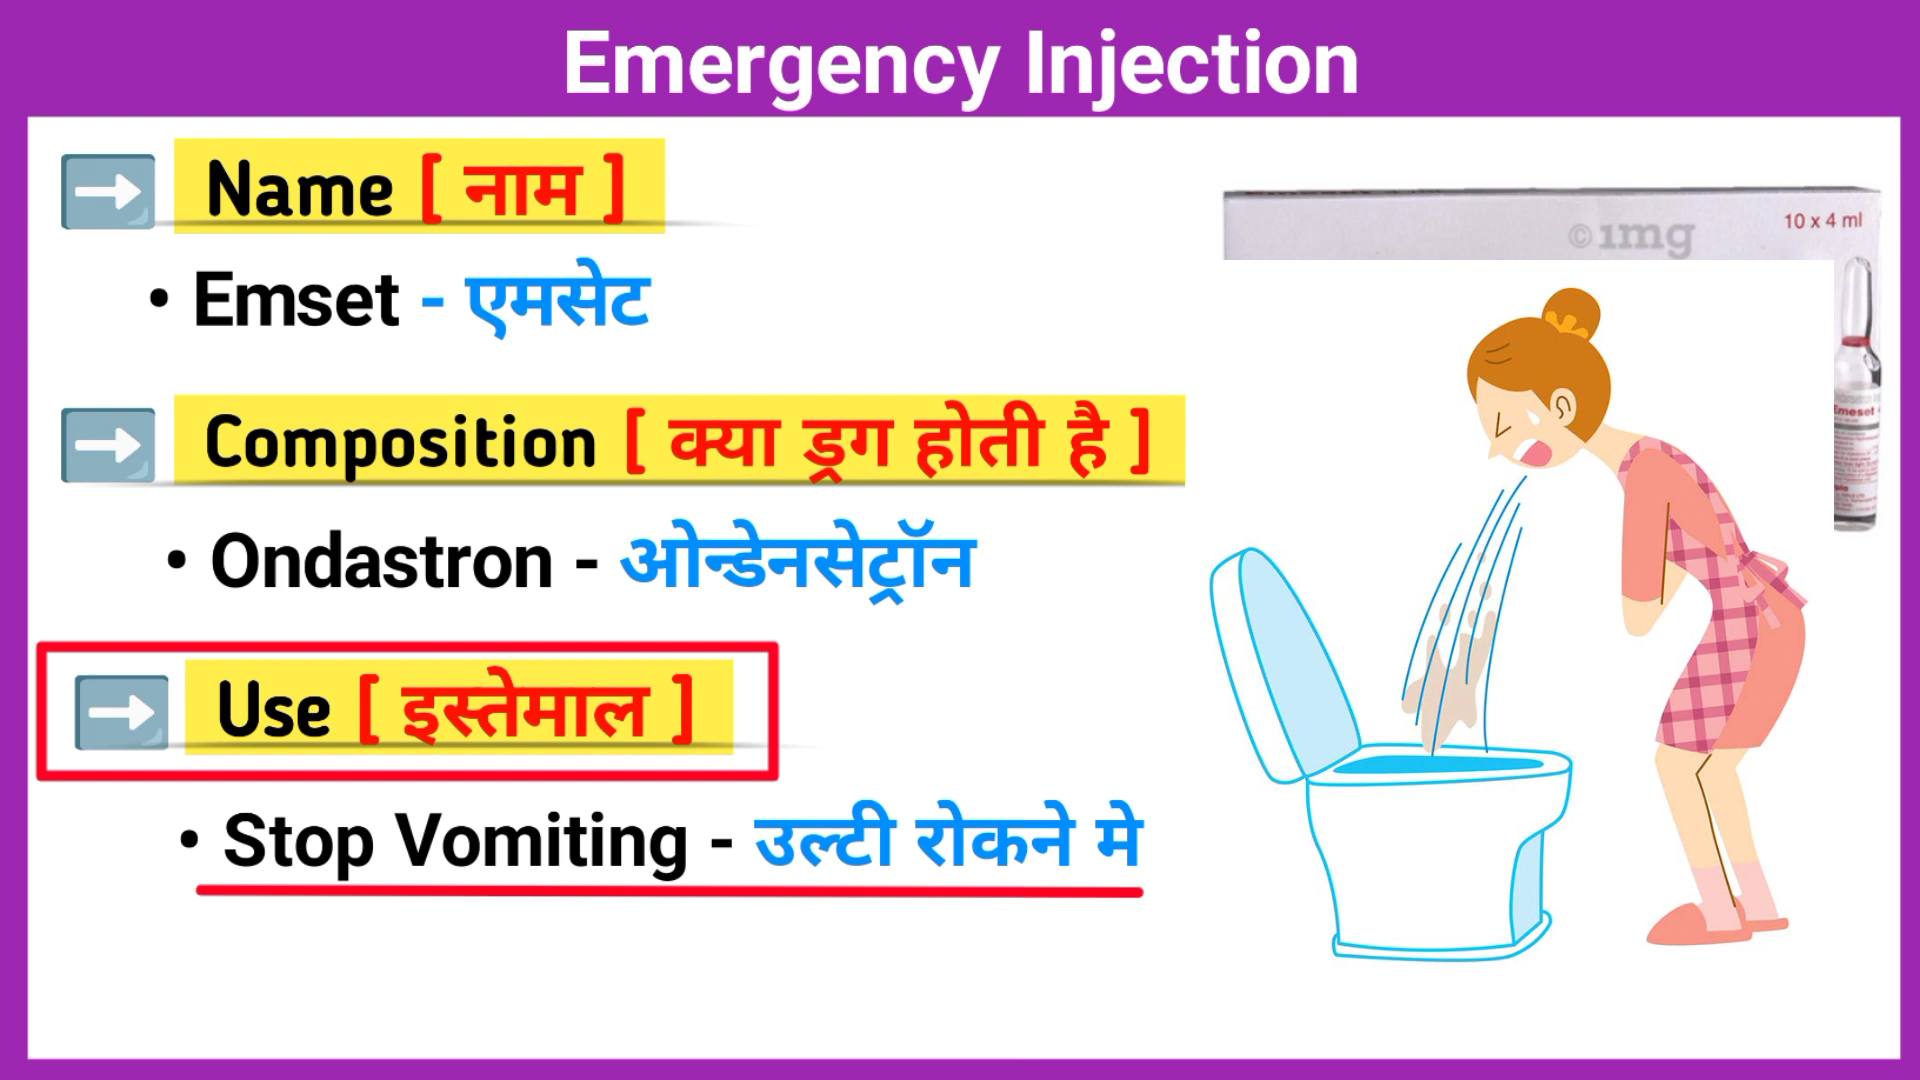 Emergency Injection
Name [ नाम ]
• Emset - एमसेट
Composition [ क्या ड्रग होती है ]
• Ondastron - ओन्डेनसेट्रॉन
Use [ इस्तेमाल ]
• Stop Vomiting - उल्टी रोकने मे
©1mg
10 x 4 ml
Emeset